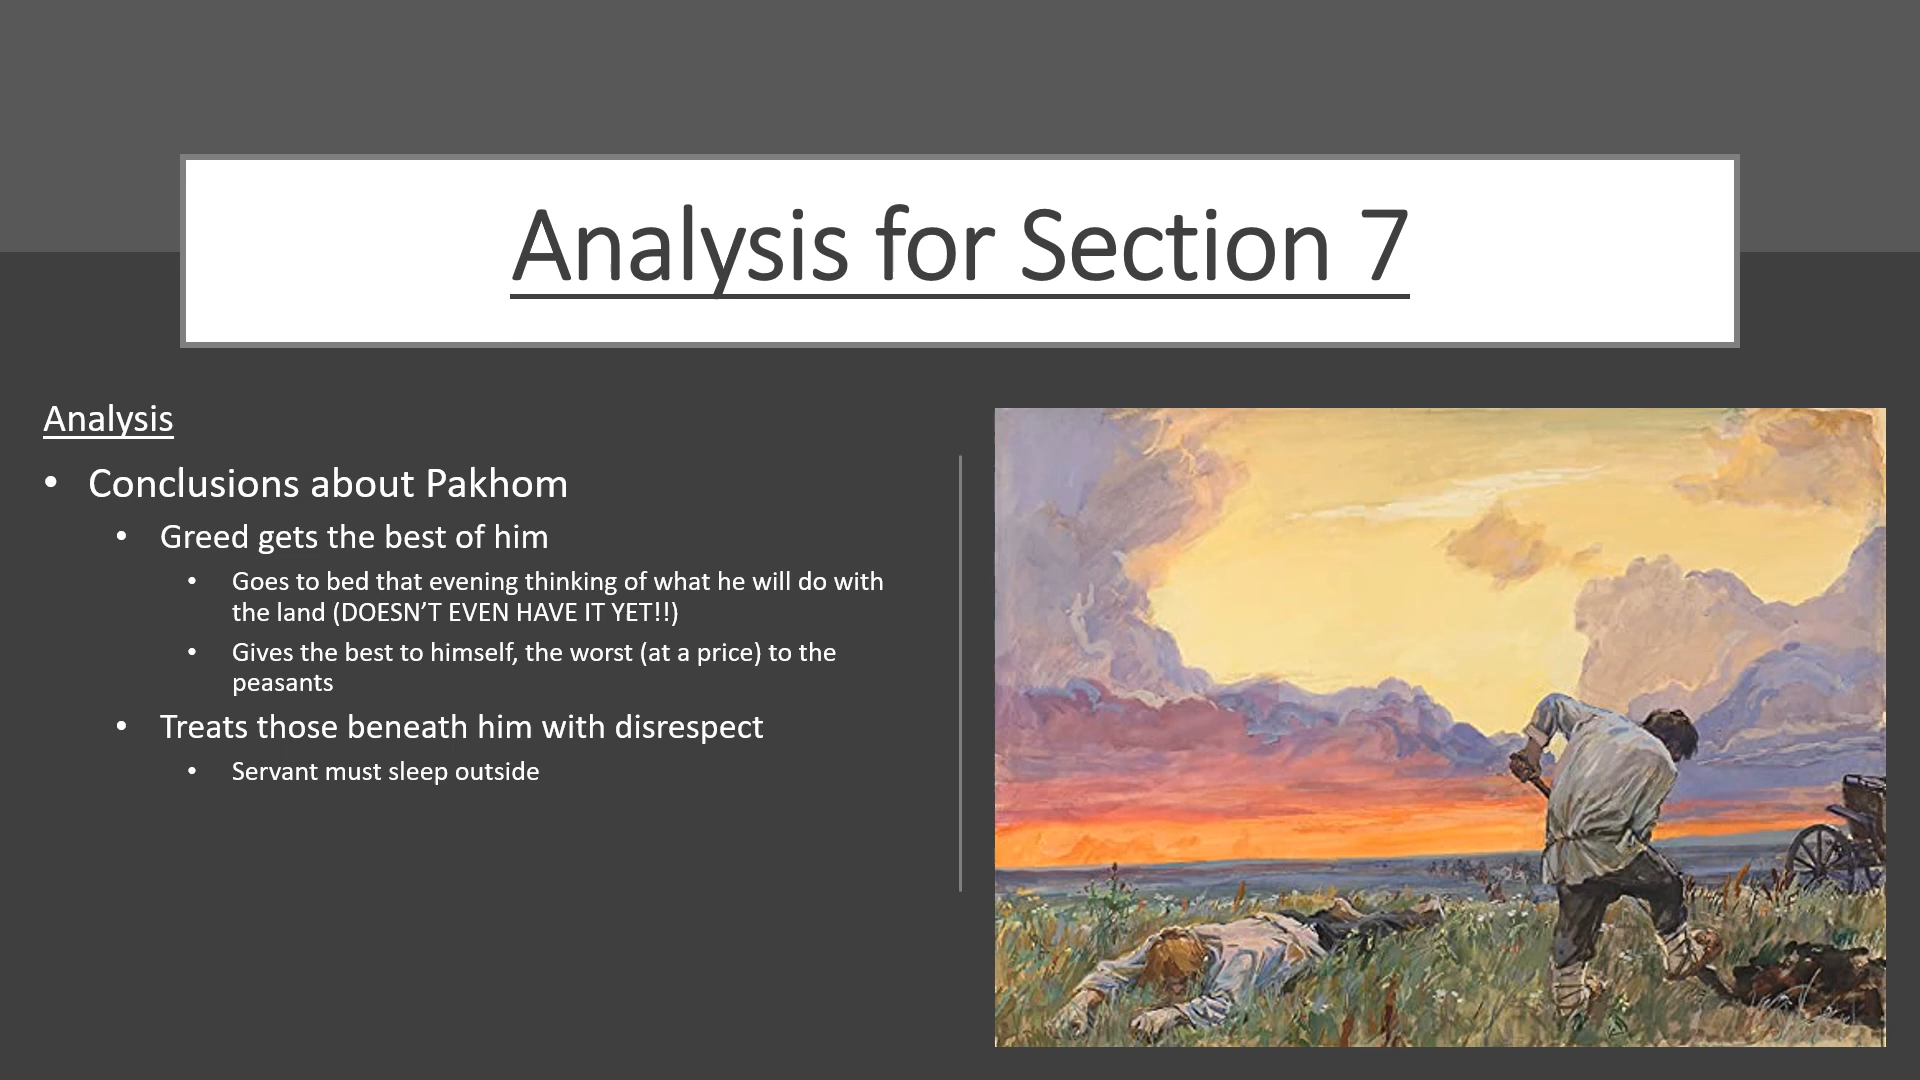 Analysis for Section 7
Analysis
• Conclusions about Pakhom
• Greed gets the best of him
• Goes to bed that evening thinking of what he will do with
the land (DOESN’T EVEN HAVE IT YET!!)
• Gives the best to himself, the worst (at a price) to the
peasants
• Treats those beneath him with disrespect
• Servant must sleep outside